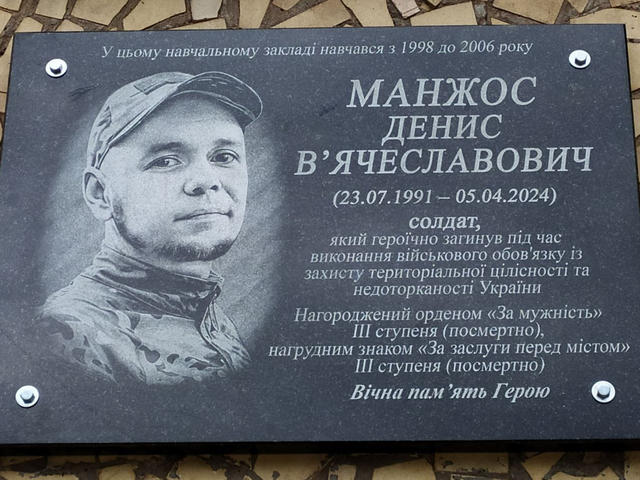 У цьому навчальному закладі навчався з 1998 до 2006 року
МАНЖОС
ДЕНИС
В’ЯЧЕСЛАВОВИЧ
(23.07.1991 – 05.04.2024)
солдат,
який героїчно загинув під час
виконання військового обов'язку із
захисту територіальної цілісності та
недоторканості України
Нагороджений орденом «За мужність»
ІІІ ступеня (посмертно),
нагрудним знаком «За заслуги перед містом»
ІІІ ступеня (посмертно)
Вічна пам’ять Герою